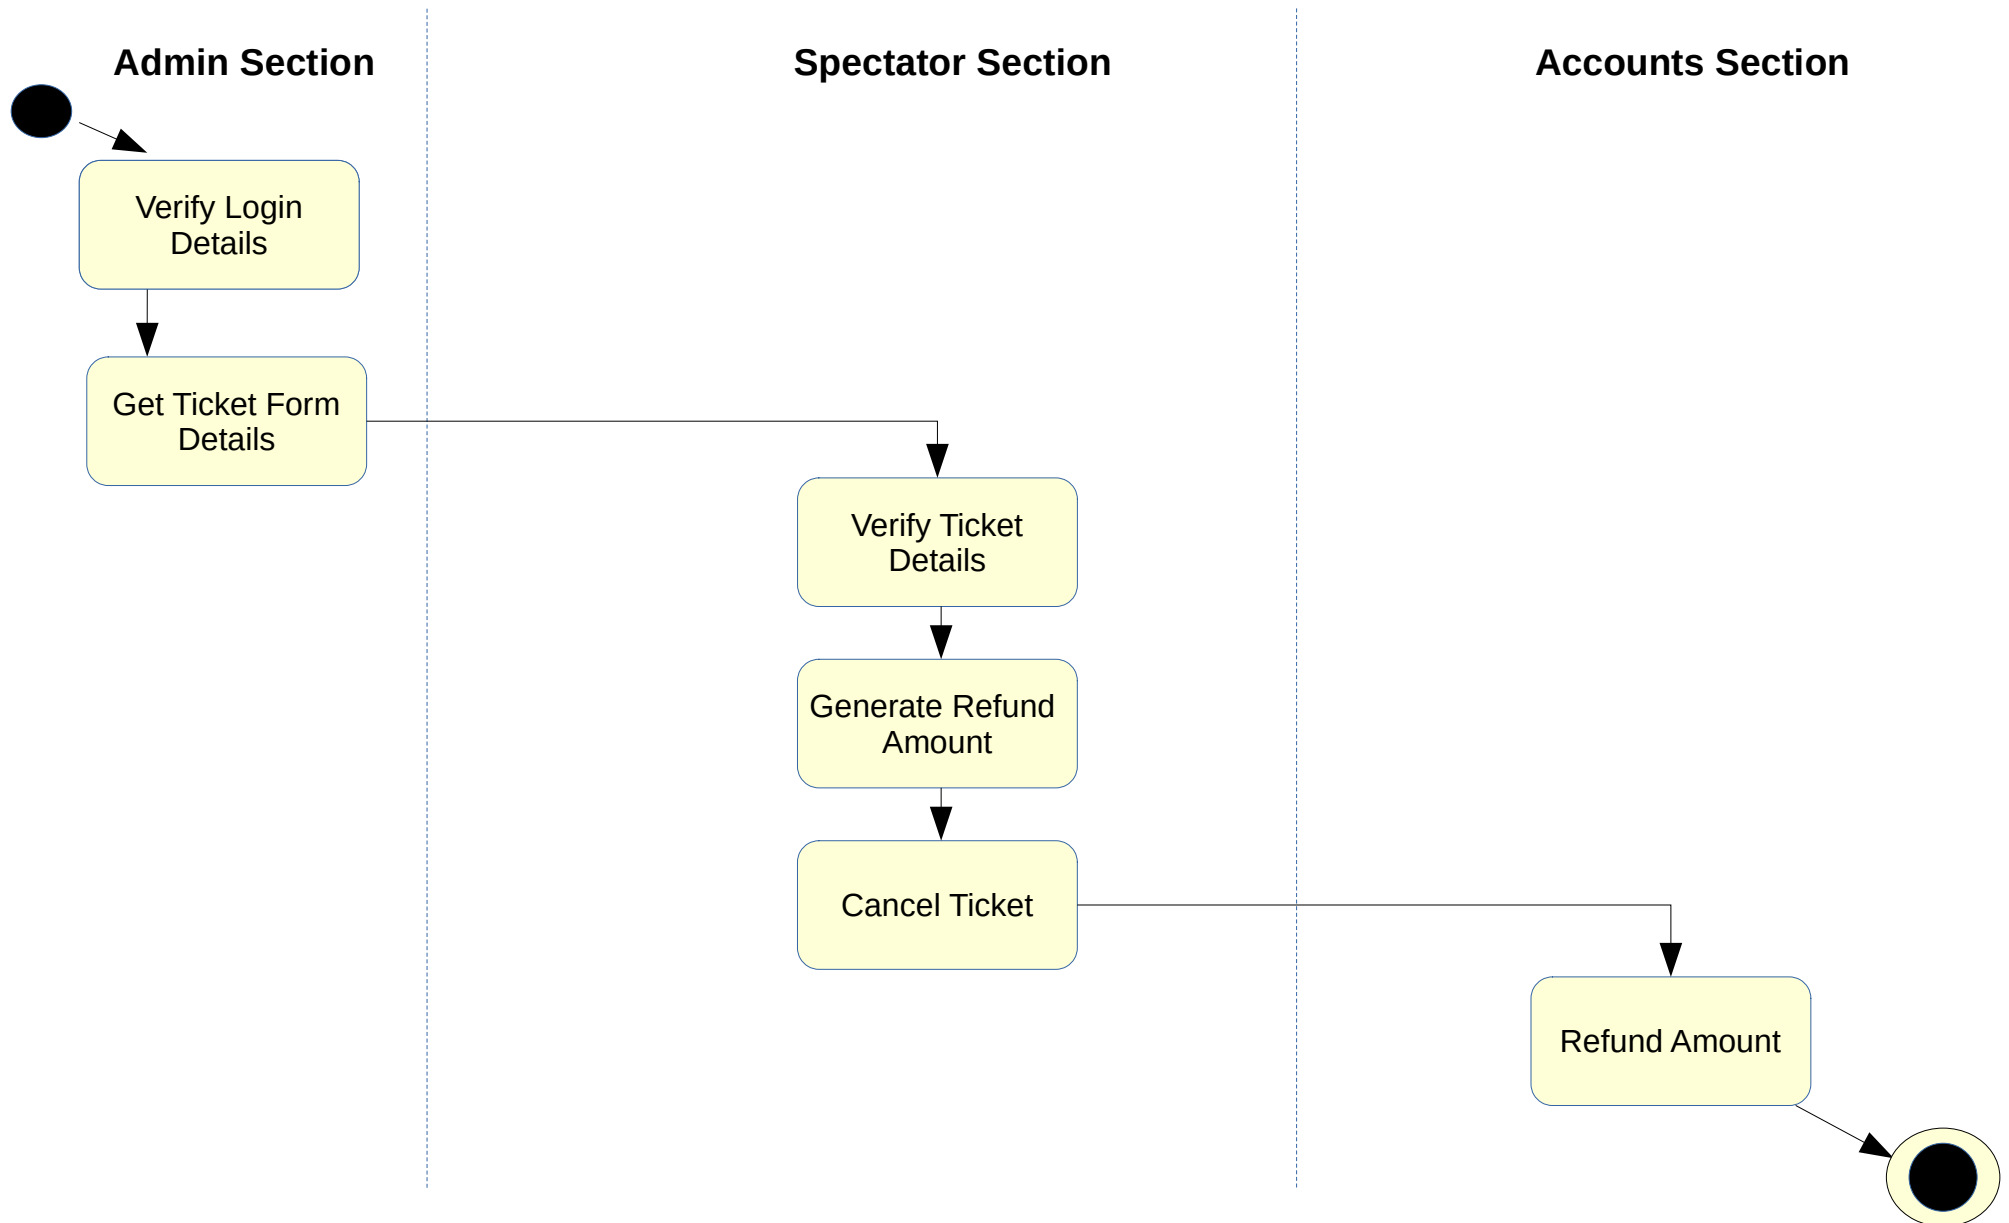 Admin Section
Spectator Section
Accounts Section
Verify Login
Details
Get Ticket Form
Details
Verify Ticket
Details
Generate Refund
Amount
Cancel Ticket
Refund Amount